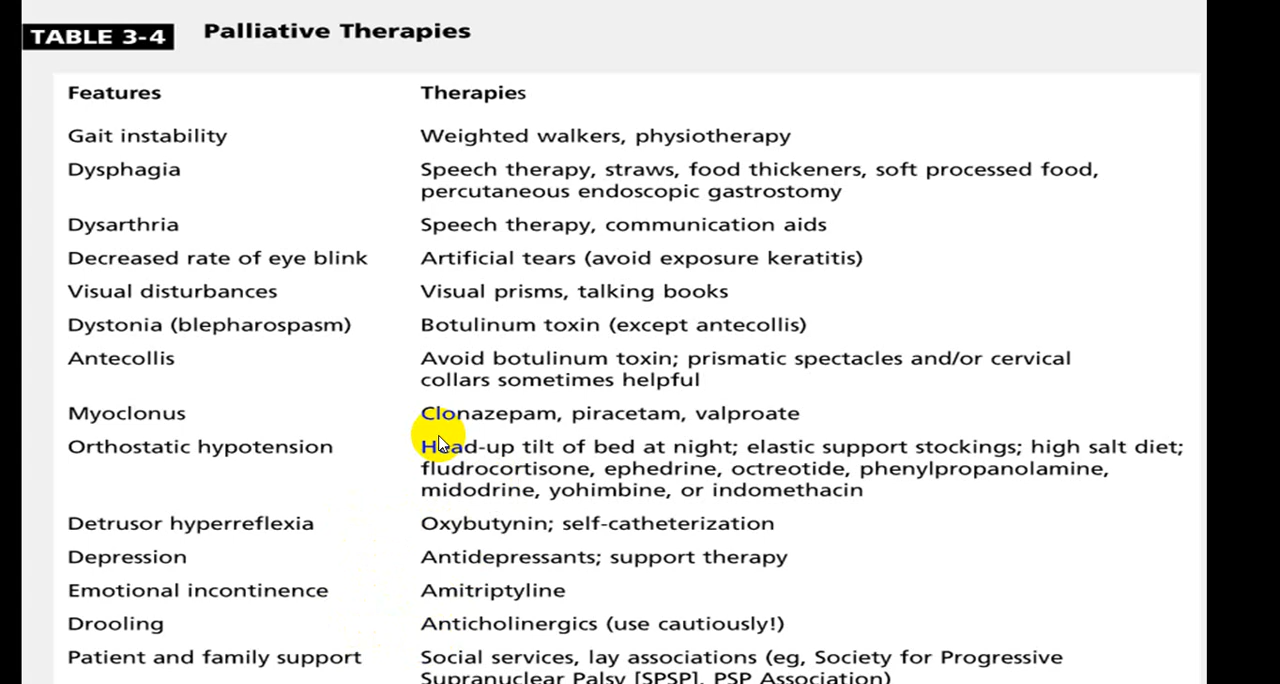 TABLE 3-4 Palliative Therapies
Features Therapies
Gait instability Weighted walkers, physiotherapy
Dysphagia Speech therapy, straws, food thickeners, soft processed food,
percutaneous endoscopic gastrostomy
Dysarthria Speech therapy, communication aids
Decreased rate of eye blink Artificial tears (avoid exposure keratitis)
Visual disturbances Visual prisms, talking books
Dystonia (blepharospasm) Botulinum toxin (except antecollis)
Antecollis Avoid botulinum toxin; prismatic spectacles and/or cervical
collars sometimes helpful
Myoclonus Clonazepam, piracetam, valproate
Orthostatic hypotension Head-up tilt of bed at night; elastic support stockings; high salt diet;
fludrocortisone, ephedrine, octreotide, phenylpropanolamine,
midodrine, yohimbine, or indomethacin
Detrusor hyperreflexia Oxybutynin; self-catheterization
Depression Antidepressants; support therapy
Emotional incontinence Amitriptyline
Drooling Anticholinergics (use cautiously!)
Patient and family support Social services, lay associations (eg, Society for Progressive
Supranuclear Palsy [SPSP], PSP Association)